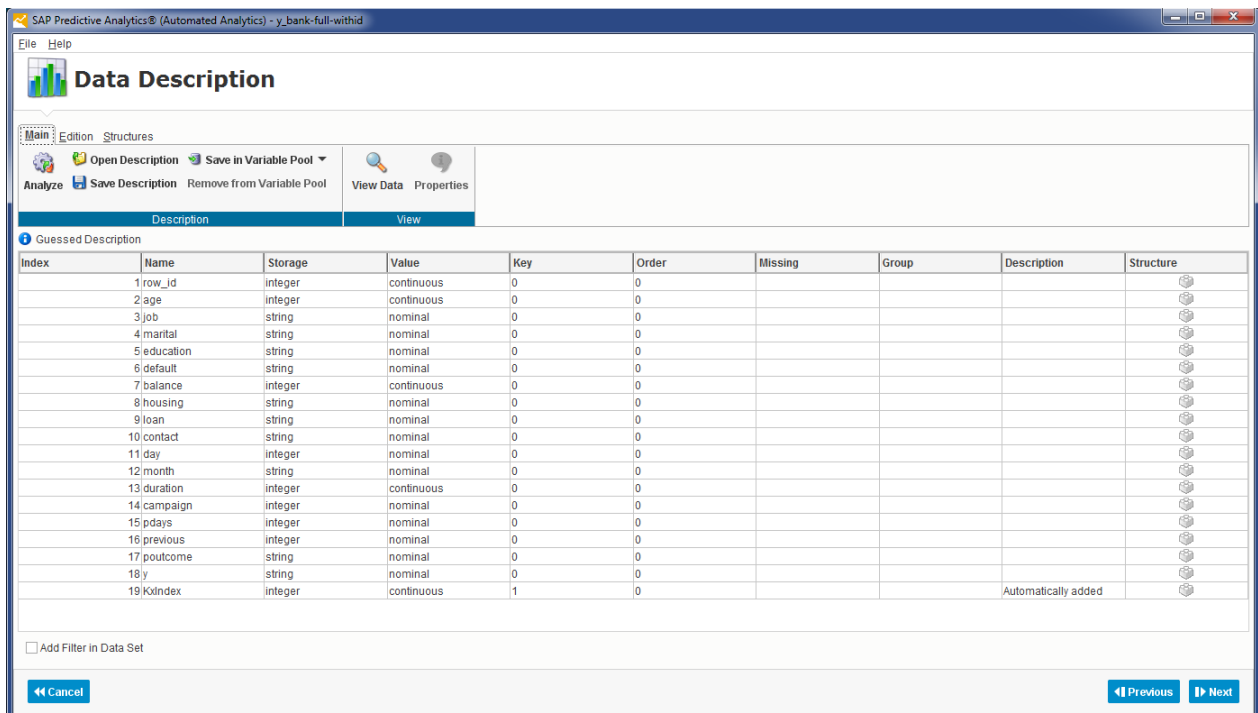 SAP Predictive Analytics® (Automated Analytics) - y_bank-full-withid
File Help
Data Description
Main Edition Structures
Open Description Save in Variable Pool
Analyze Save Description Remove from Variable Pool View Data Properties
Description View
Guessed Description
Index Name Storage Value Key Order Missing Group Description Structure
1 row_id integer continuous 0 0
2 age integer continuous 0 0
3 job string nominal 0 0
4 marital string nominal 0 0
5 education string nominal 0 0
6 default string nominal 0 0
7 balance integer continuous 0 0
8 housing string nominal 0 0
9 loan string nominal 0 0
10 contact string nominal 0 0
11 day integer nominal 0 0
12 month string nominal 0 0
13 duration integer continuous 0 0
14 campaign integer nominal 0 0
15 pdays integer nominal 0 0
16 previous integer nominal 0 0
17 poutcome string nominal 0 0
18 y string nominal 0 0
19 KxIndex integer continuous 1 0 Automatically added
Add Filter in Data Set
Cancel Previous Next